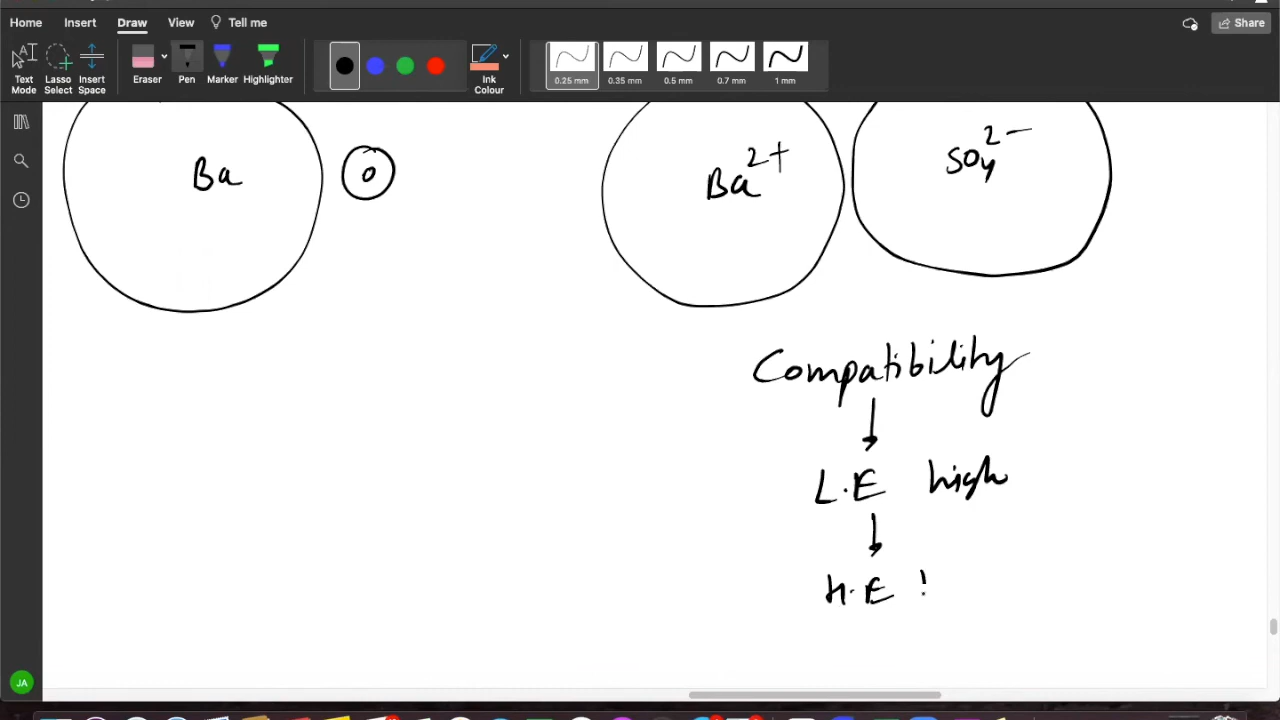 Home Insert Draw View Tell me Share
Text Mode Lasso Select Insert Space Eraser Pen Marker Highlighter Ink Colour 0.25 mm 0.35 mm 0.5 mm 0.7 mm 1 mm
Ba O Ba²⁺ SO₄²⁻
Compatibility
L.E high
H.E
JA